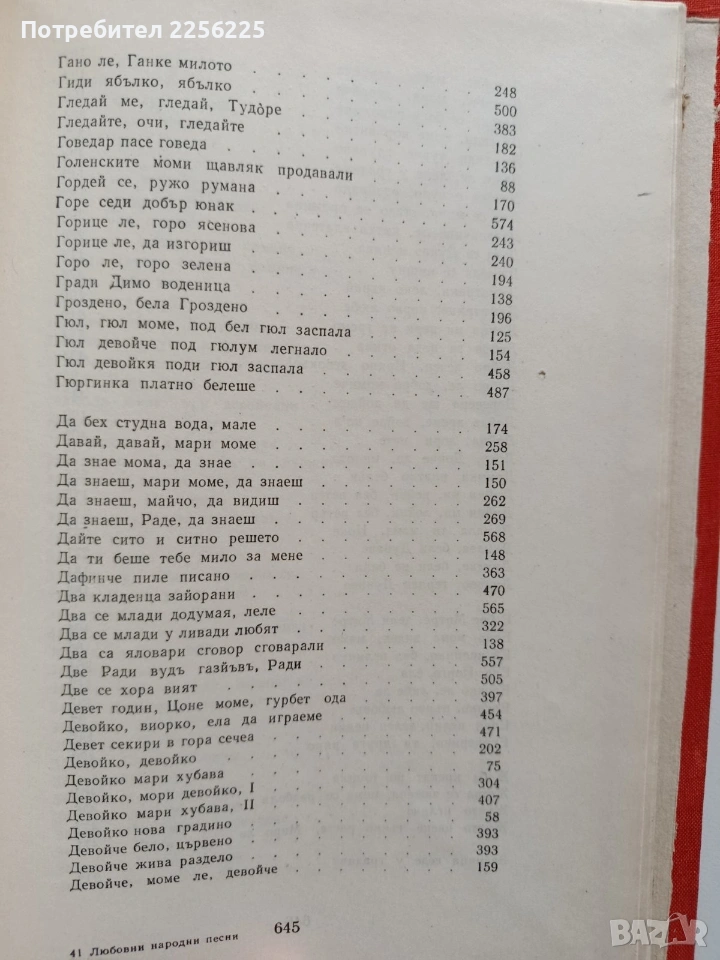 Потребител 2256225
Гано ле, Ганке милото . . . . . . . 248
Гиди ябълко, ябълко . . . . . . . 500
Гледай ме, гледай, Тудòре . . . . . . . 383
Гледайте, очи, гледайте . . . . . . . 182
Говедар пасе говеда . . . . . . . 136
Голенските моми щавляк продавали . . . . . 88
Гордей се, ружо румана . . . . . . . 170
Горе седи добър юнак . . . . . . . 574
Горице ле, горо ясенова . . . . . . . 243
Горице ле, да изгориш . . . . . . . 240
Горо ле, горо зелена . . . . . . . 194
Гради Димо воденица . . . . . . . 138
Гроздено, бела Гроздено . . . . . . . 196
Гюл, гюл моме, под бел гюл заспала . . . . . 125
Гюл девойче под гюлум легнало . . . . . 154
Гюл девойкя поди гюл заспала . . . . . 458
Гюргинка платно белеше . . . . . . . 487
Да бех студна вода, мале . . . . . . . 174
Давай, давай, мари моме . . . . . . . 258
Да знае мома, да знае . . . . . . . 151
Да знаеш, мари моме, да знаеш . . . . . 150
Да знаеш, майчо, да видиш . . . . . . 262
Да знаеш, Раде, да знаеш . . . . . . . 269
Дайте сито и ситно решето . . . . . . 568
Да ти беше тебе мило за мене . . . . . 148
Дафинче пиле писано . . . . . . . 363
Два кладенца зайорани . . . . . . . 470
Два се млади додумая, леле . . . . . . 565
Два се млади у ливади любят . . . . . . 322
Два са яловари сговор сговарали . . . . . 138
Две Ради вудъ газйъвъ, Ради . . . . . . 557
Две се хора вият . . . . . . . 505
Девет годин, Цоне моме, гурбет ода . . . . 397
Девойко, виорко, ела да играеме . . . . . 454
Девет секири в гора сечеа . . . . . . 471
Девойко, девойко . . . . . . . 202
Девойко мари хубава . . . . . . . 75
Девойко, мори девойко, I . . . . . . 304
Девойко мари хубава, II . . . . . . 407
Девойко нова градино . . . . . . . 58
Девойче бело, цървено . . . . . . . 393
Девойче жива раздело . . . . . . . 393
Девойче, моме ле, девойче . . . . . . 159
645
41 Любовни народни песни
BAZAR